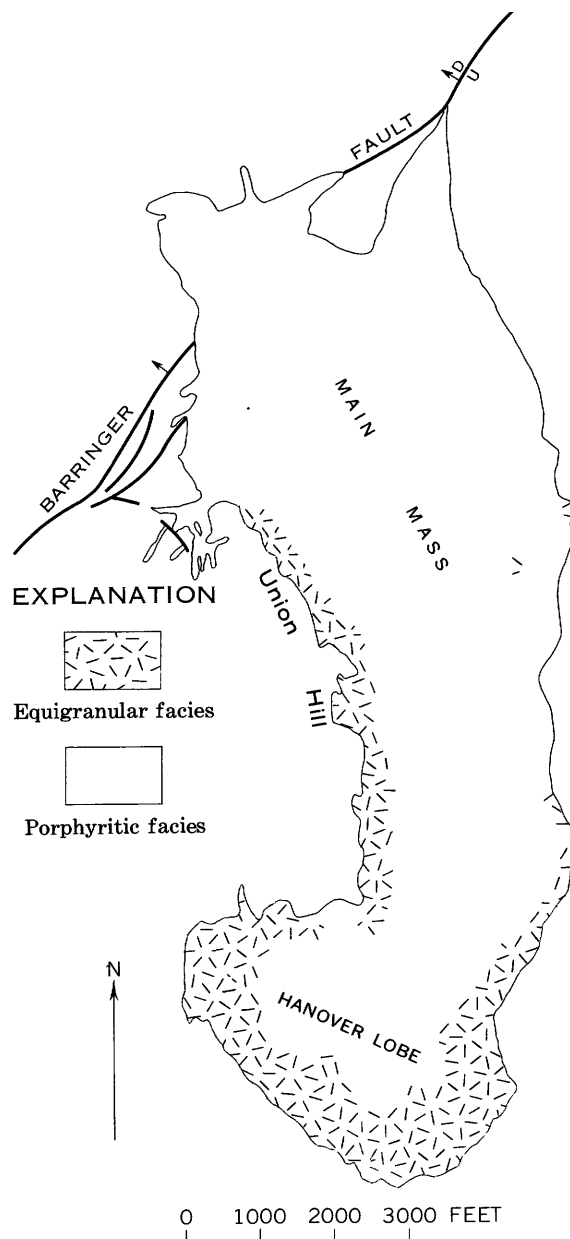 D
U
FAULT
MAIN
MASS
BARRINGER
EXPLANATION
Union
Hill
Equigranular facies
Porphyritic facies
N
HANOVER LOBE
0 1000 2000 3000 FEET